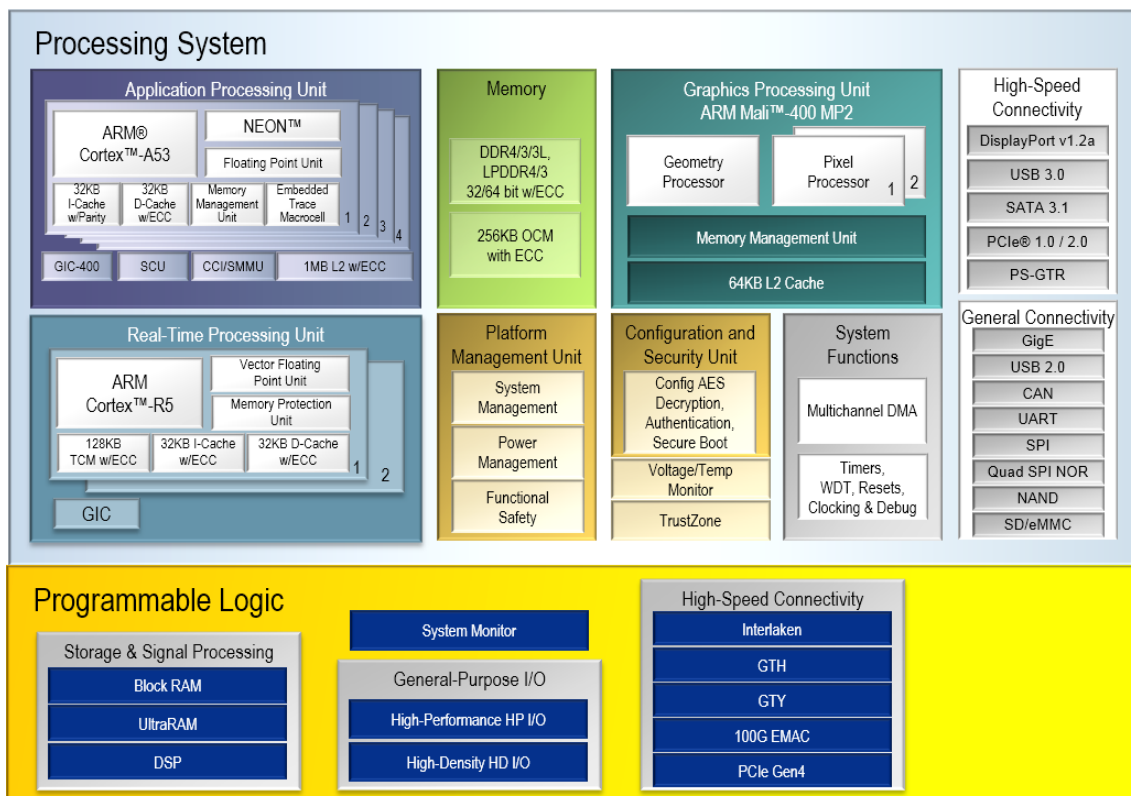 Processing System
Application Processing Unit
ARM®
Cortex™-A53
NEON™
Floating Point Unit
32KB
I-Cache
w/Parity
32KB
D-Cache
w/ECC
Memory
Management
Unit
Embedded
Trace
Macrocell
1
2
3
4
GIC-400
SCU
CCI/SMMU
1MB L2 w/ECC
Memory
DDR4/3/3L,
LPDDR4/3
32/64 bit w/ECC
256KB OCM
with ECC
Graphics Processing Unit
ARM Mali™-400 MP2
Geometry
Processor
Pixel
Processor
1
2
Memory Management Unit
64KB L2 Cache
High-Speed
Connectivity
DisplayPort v1.2a
USB 3.0
SATA 3.1
PCIe® 1.0 / 2.0
PS-GTR
Real-Time Processing Unit
ARM
Cortex™-R5
Vector Floating
Point Unit
Memory Protection
Unit
128KB
TCM w/ECC
32KB I-Cache
w/ECC
32KB D-Cache
w/ECC
1
2
GIC
Platform
Management Unit
System
Management
Power
Management
Functional
Safety
Configuration and
Security Unit
Config AES
Decryption,
Authentication,
Secure Boot
Voltage/Temp
Monitor
TrustZone
System
Functions
Multichannel DMA
Timers,
WDT, Resets,
Clocking & Debug
General Connectivity
GigE
USB 2.0
CAN
UART
SPI
Quad SPI NOR
NAND
SD/eMMC
Programmable Logic
Storage & Signal Processing
Block RAM
UltraRAM
DSP
System Monitor
General-Purpose I/O
High-Performance HP I/O
High-Density HD I/O
High-Speed Connectivity
Interlaken
GTH
GTY
100G EMAC
PCIe Gen4